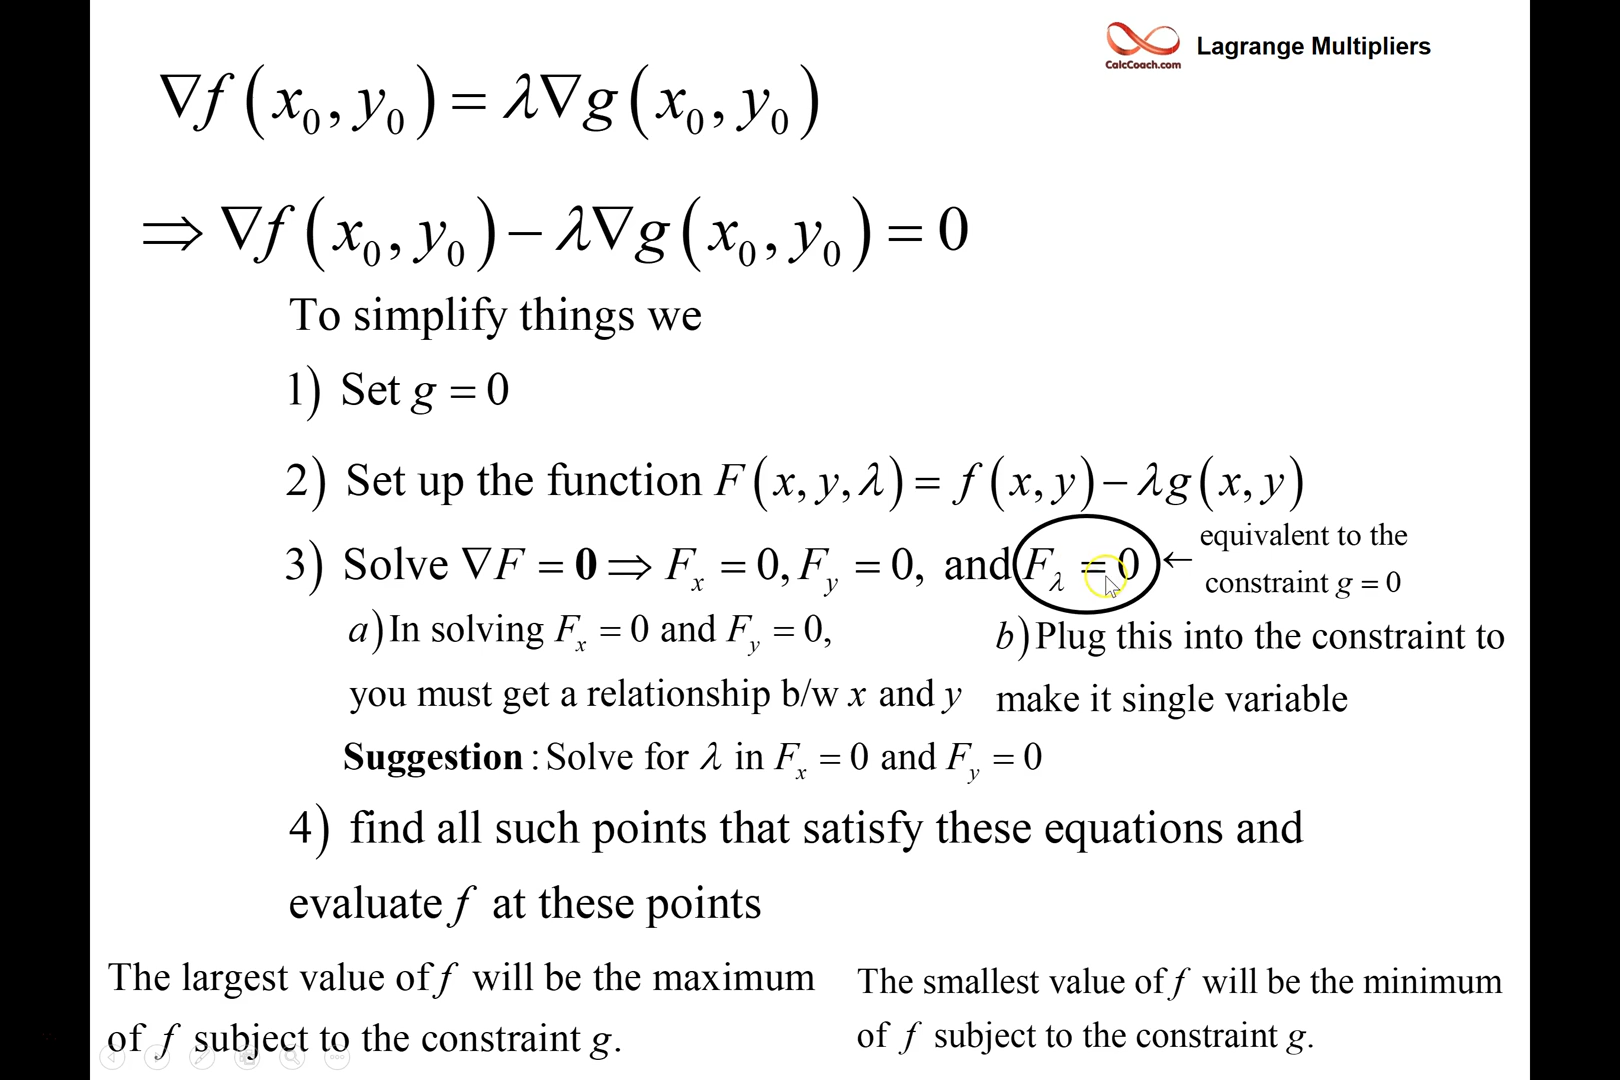 CalcCoach.com
Lagrange Multipliers
∇f(x₀, y₀) = λ∇g(x₀, y₀)
⇒ ∇f(x₀, y₀) − λ∇g(x₀, y₀) = 0
To simplify things we
1) Set g = 0
2) Set up the function F(x, y, λ) = f(x, y) − λg(x, y)
3) Solve ∇F = 0 ⇒ Fₓ = 0, F_y = 0, and F_λ = 0 ← equivalent to the
constraint g = 0
a) In solving Fₓ = 0 and F_y = 0,
you must get a relationship b/w x and y
b) Plug this into the constraint to
make it single variable
Suggestion : Solve for λ in Fₓ = 0 and F_y = 0
4) find all such points that satisfy these equations and
evaluate f at these points
The largest value of f will be the maximum
of f subject to the constraint g.
The smallest value of f will be the minimum
of f subject to the constraint g.